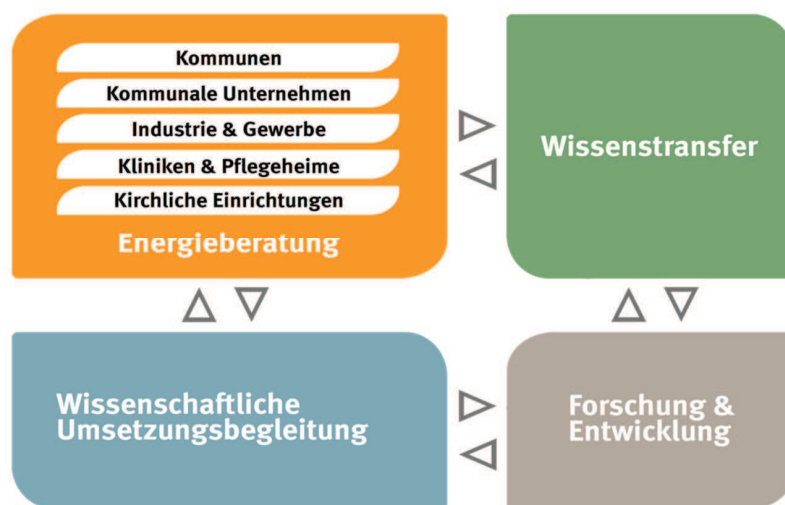 Kommunen
Kommunale Unternehmen
Industrie & Gewerbe
Kliniken & Pflegeheime
Kirchliche Einrichtungen
Energieberatung
Wissenstransfer
Wissenschaftliche
Umsetzungsbegleitung
Forschung &
Entwicklung